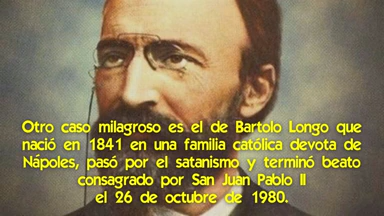 Otro caso milagroso es el de Bartolo Longo que
nació en 1841 en una familia católica devota de
Nápoles, pasó por el satanismo y terminó beato
consagrado por San Juan Pablo II
el 26 de octubre de 1980.